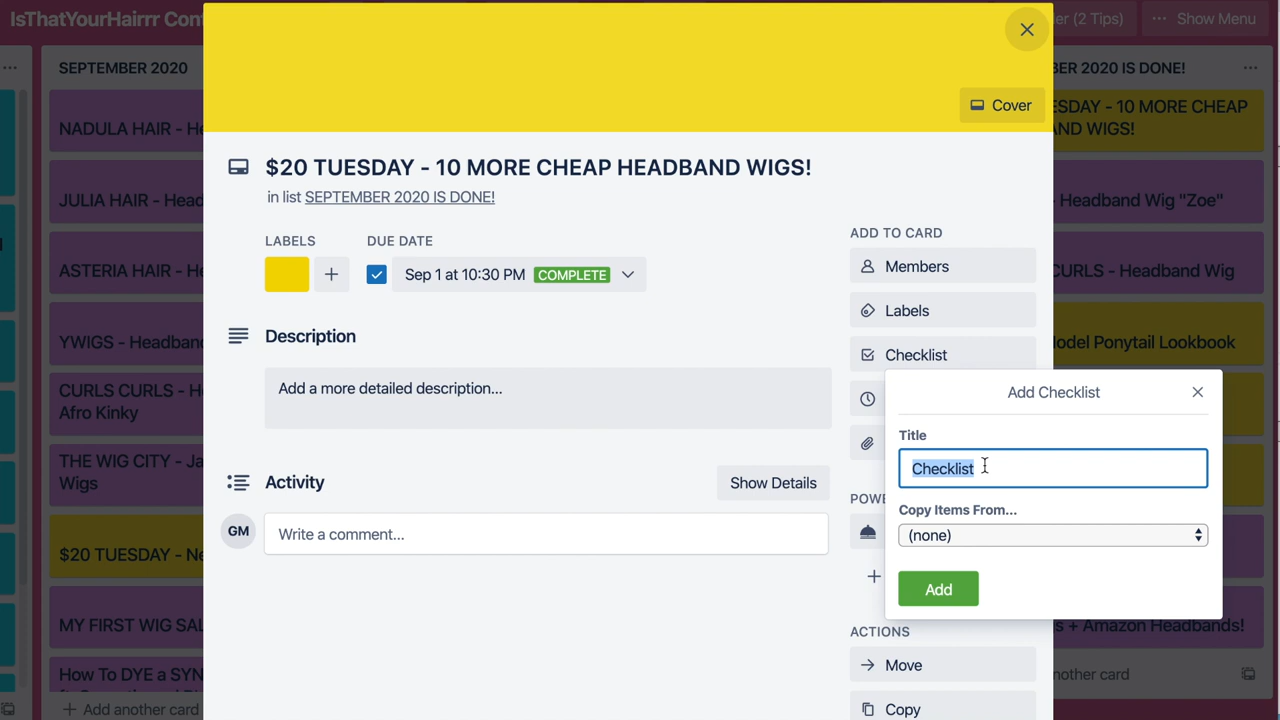 IsThatYourHairrr Con
er (2 Tips)
Show Menu
SEPTEMBER 2020
NADULA HAIR - He
JULIA HAIR - Head
ASTERIA HAIR - He
YWIGS - Headban
CURLS CURLS - H
Afro Kinky
THE WIG CITY - Ja
Wigs
$20 TUESDAY - Ne
MY FIRST WIG SAL
How To DYE a SYN
+ Add another card
Cover
$20 TUESDAY - 10 MORE CHEAP HEADBAND WIGS!
in list SEPTEMBER 2020 IS DONE!
LABELS
DUE DATE
Sep 1 at 10:30 PM COMPLETE
Description
Add a more detailed description...
Activity
Show Details
GM
Write a comment...
ADD TO CARD
Members
Labels
Checklist
Add Checklist
Title
Checklist
Copy Items From...
(none)
Add
POWE
ACTIONS
Move
Copy
BER 2020 IS DONE!
ESDAY - 10 MORE CHEAP
AND WIGS!
- Headband Wig "Zoe"
CURLS - Headband Wig
odel Ponytail Lookbook
s + Amazon Headbands!
nother card